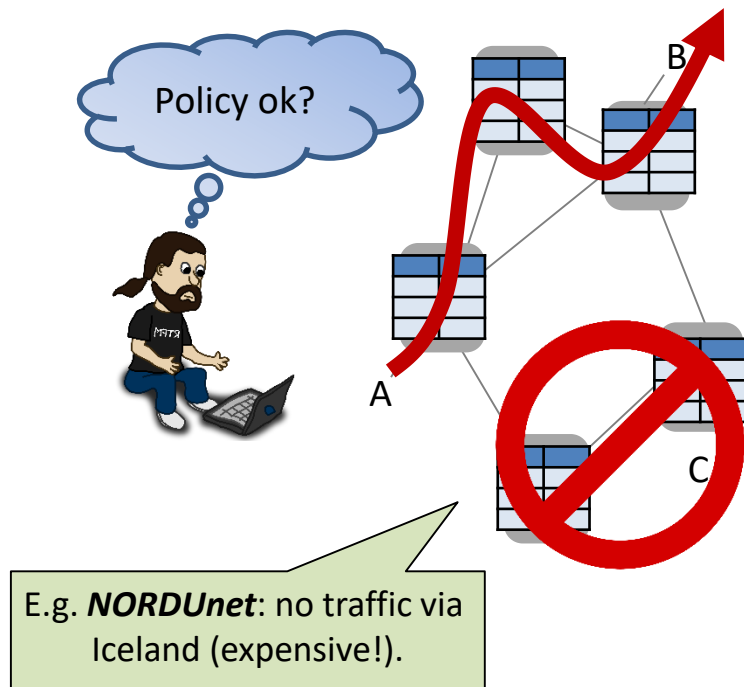 Policy ok?
B
A
C
E.g. NORDUnet: no traffic via
Iceland (expensive!).